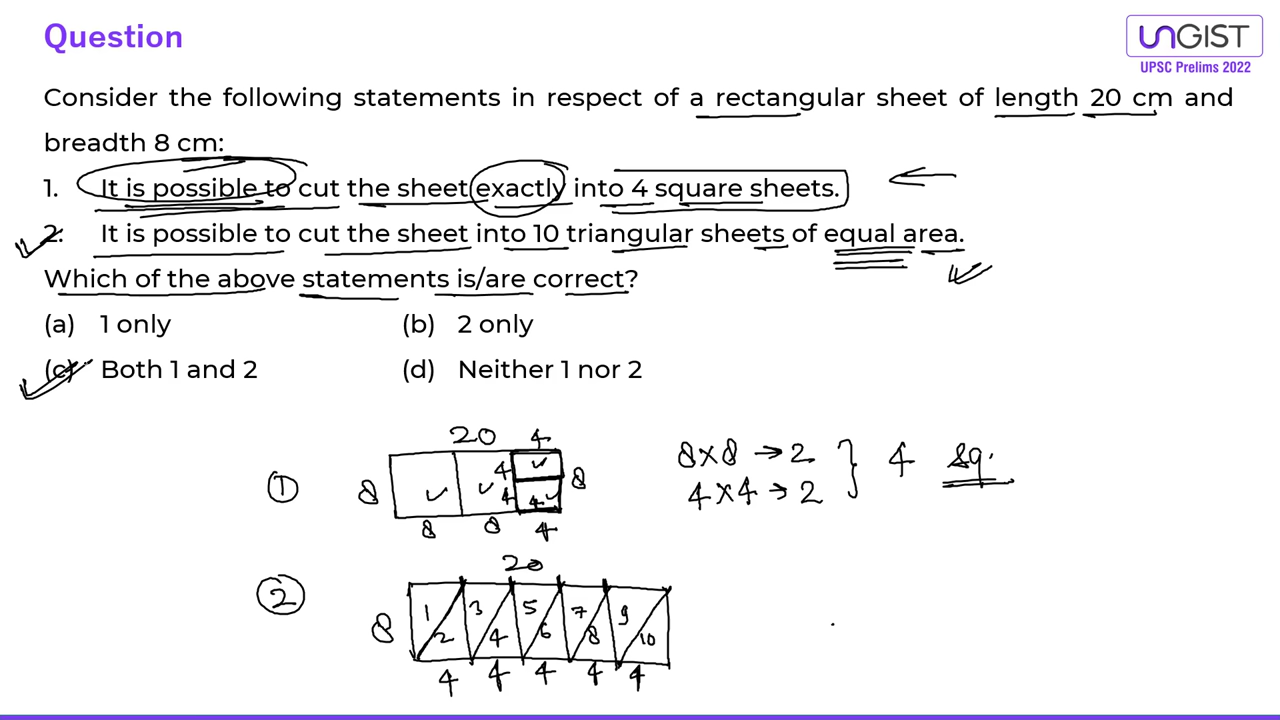 Question
UNGIST
UPSC Prelims 2022
Consider the following statements in respect of a rectangular sheet of length 20 cm and
breadth 8 cm:
1. It is possible to cut the sheet exactly into 4 square sheets.
2. It is possible to cut the sheet into 10 triangular sheets of equal area.
Which of the above statements is/are correct?
(a) 1 only (b) 2 only
(c) Both 1 and 2 (d) Neither 1 nor 2
20 4
1 8 4 8
4 4
8 8 4
8×8 → 2 } 4 sq.
4×4 → 2
20
2 8 1 2 3 4 5 6 7 8 9 10
4 4 4 4 4